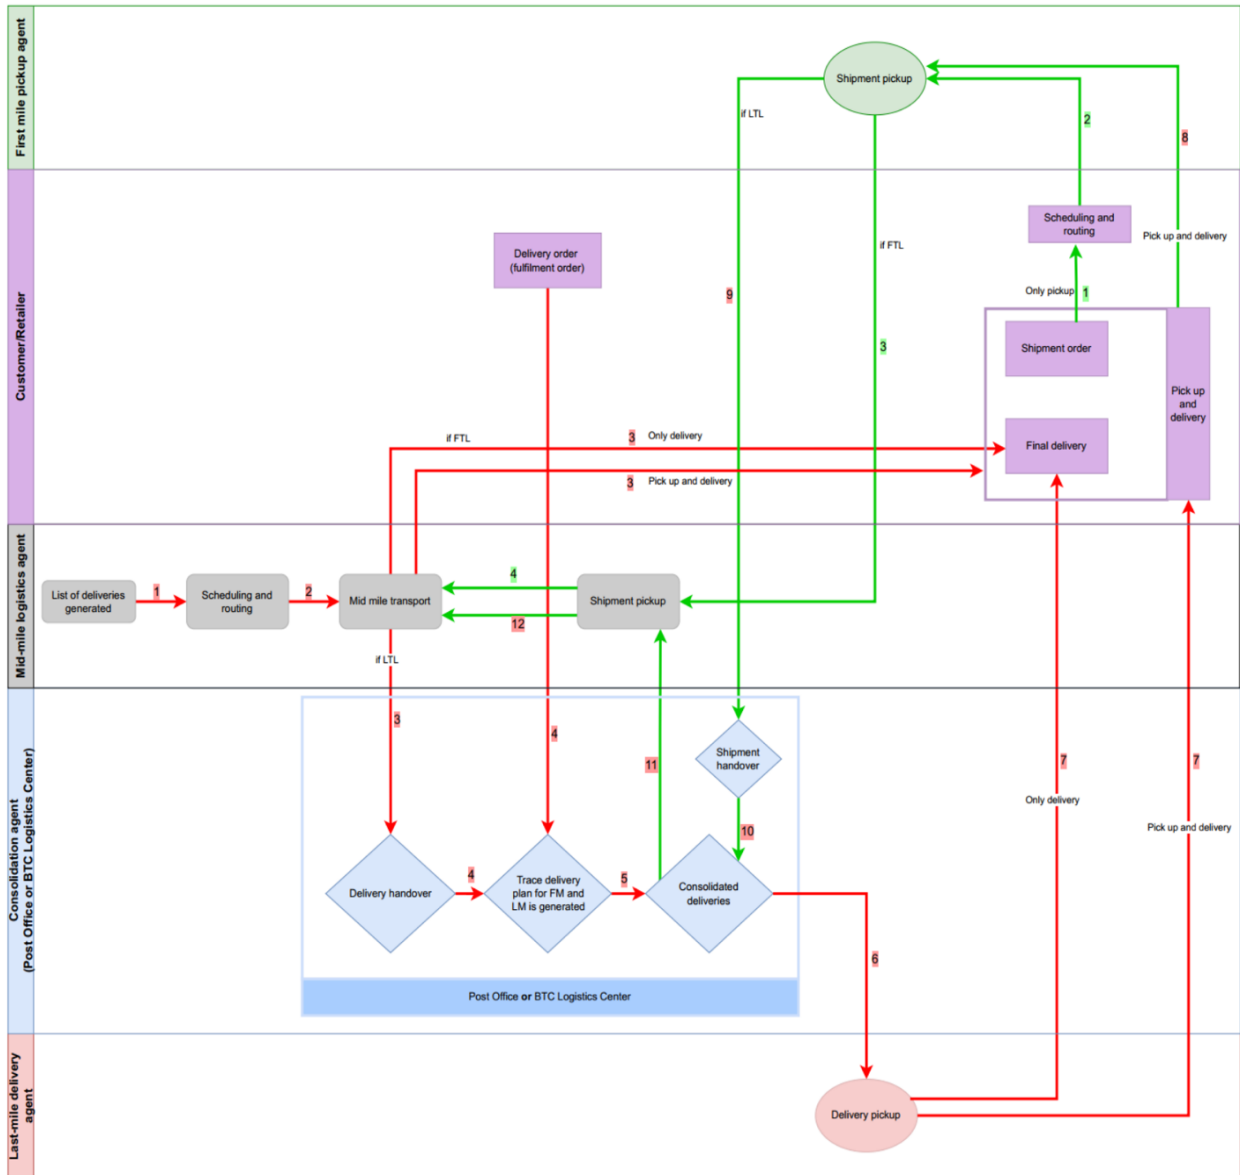 First mile pickup agent
Shipment pickup
if LTL
2
8
Customer/Retailer
Scheduling and
routing
Pick up and delivery
Delivery order
(fulfilment order)
if FTL
9
Only pickup
1
3
Shipment order
Pick up
and
delivery
if FTL
3
Only delivery
Final delivery
3
Pick up and delivery
Mid-mile logistics agent
List of deliveries
generated
1
Scheduling and
routing
2
Mid mile transport
4
12
Shipment pickup
if LTL
Consolidation agent
(Post Office or BTC Logistics Center)
3
4
11
Shipment
handover
10
7
7
Only delivery
Pick up and delivery
Delivery handover
4
Trace delivery
plan for FM and
LM is generated
5
Consolidated
deliveries
6
Post Office or BTC Logistics Center
Last-mile delivery
agent
Delivery pickup